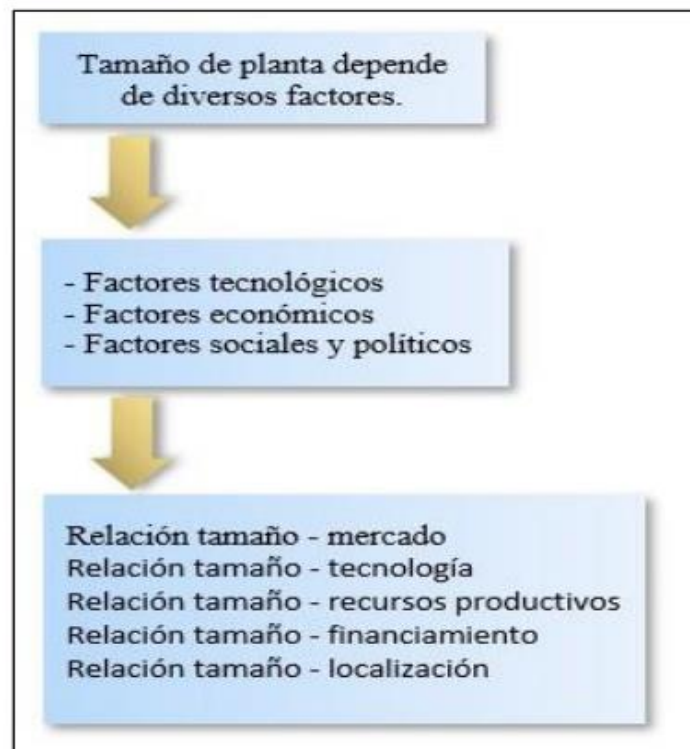 Tamaño de planta depende
de diversos factores.
- Factores tecnológicos
- Factores económicos
- Factores sociales y políticos
Relación tamaño - mercado
Relación tamaño - tecnología
Relación tamaño - recursos productivos
Relación tamaño - financiamiento
Relación tamaño - localización